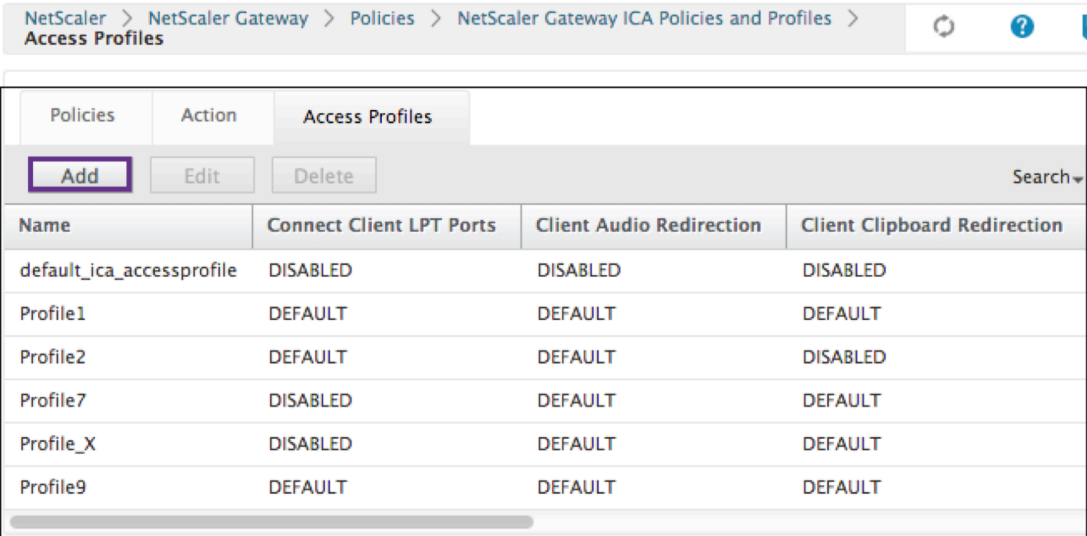 NetScaler > NetScaler Gateway > Policies > NetScaler Gateway ICA Policies and Profiles >
Access Profiles
?
Policies Action Access Profiles
Add Edit Delete Search
Name Connect Client LPT Ports Client Audio Redirection Client Clipboard Redirection
default_ica_accessprofile DISABLED DISABLED DISABLED
Profile1 DEFAULT DEFAULT DEFAULT
Profile2 DEFAULT DEFAULT DISABLED
Profile7 DISABLED DEFAULT DEFAULT
Profile_X DISABLED DEFAULT DEFAULT
Profile9 DEFAULT DEFAULT DEFAULT